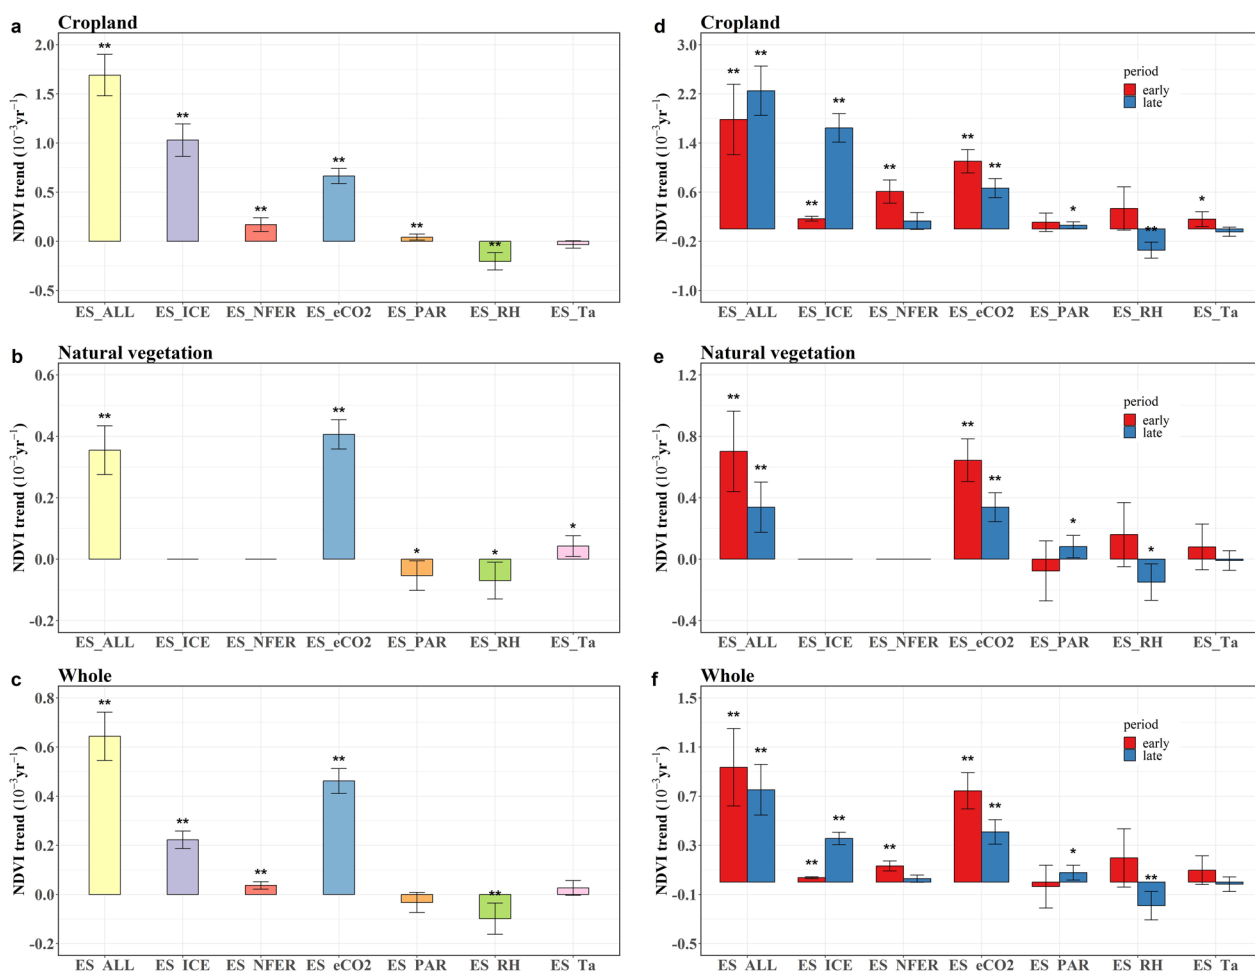 a Cropland
NDVI trend (10⁻³yr⁻¹)
2.0
1.5
1.0
0.5
0.0
-0.5
** ** ** ** ** **
ES_ALL ES_ICE ES_NFER ES_eCO2 ES_PAR ES_RH ES_Ta
d Cropland
NDVI trend (10⁻³yr⁻¹)
3.0
2.2
1.4
0.6
-0.2
-1.0
period
early
late
** ** ** ** ** ** ** * ** *
ES_ALL ES_ICE ES_NFER ES_eCO2 ES_PAR ES_RH ES_Ta
b Natural vegetation
NDVI trend (10⁻³yr⁻¹)
0.6
0.4
0.2
0.0
-0.2
** ** * * *
ES_ALL ES_ICE ES_NFER ES_eCO2 ES_PAR ES_RH ES_Ta
e Natural vegetation
NDVI trend (10⁻³yr⁻¹)
1.2
0.8
0.4
0.0
-0.4
period
early
late
** ** ** ** * *
ES_ALL ES_ICE ES_NFER ES_eCO2 ES_PAR ES_RH ES_Ta
c Whole
NDVI trend (10⁻³yr⁻¹)
0.8
0.6
0.4
0.2
0.0
-0.2
** ** ** ** **
ES_ALL ES_ICE ES_NFER ES_eCO2 ES_PAR ES_RH ES_Ta
f Whole
NDVI trend (10⁻³yr⁻¹)
1.5
1.1
0.7
0.3
-0.1
-0.5
period
early
late
** ** ** ** ** ** ** * **
ES_ALL ES_ICE ES_NFER ES_eCO2 ES_PAR ES_RH ES_Ta